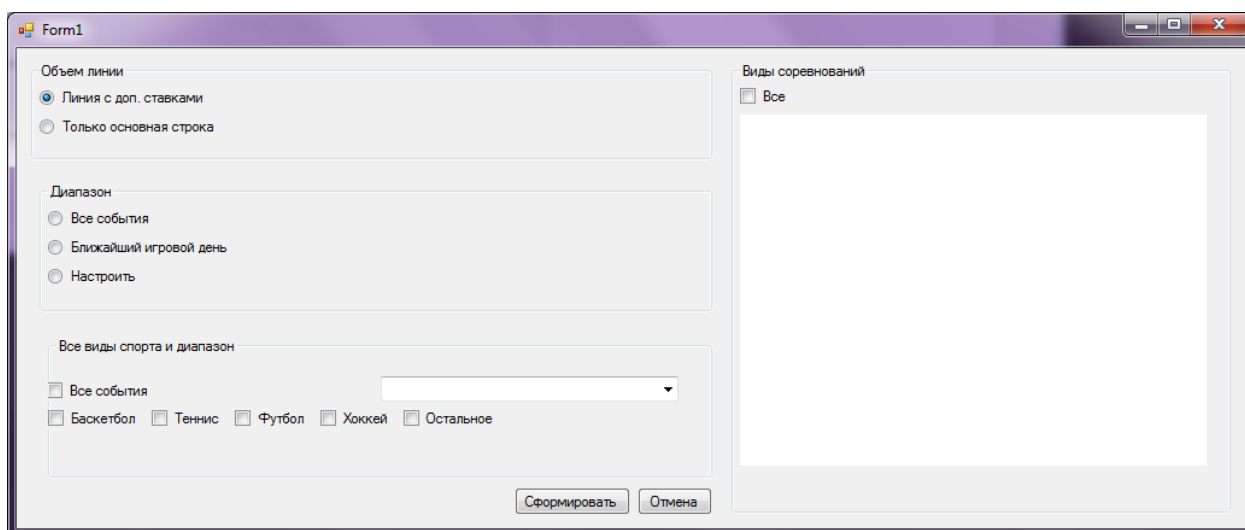 Form1
Объем линии
Линия с доп. ставками
Только основная строка
Диапазон
Все события
Ближайший игровой день
Настроить
Все виды спорта и диапазон
Все события
Баскетбол Теннис Футбол Хоккей Остальное
Сформировать Отмена
Виды соревнований
Все